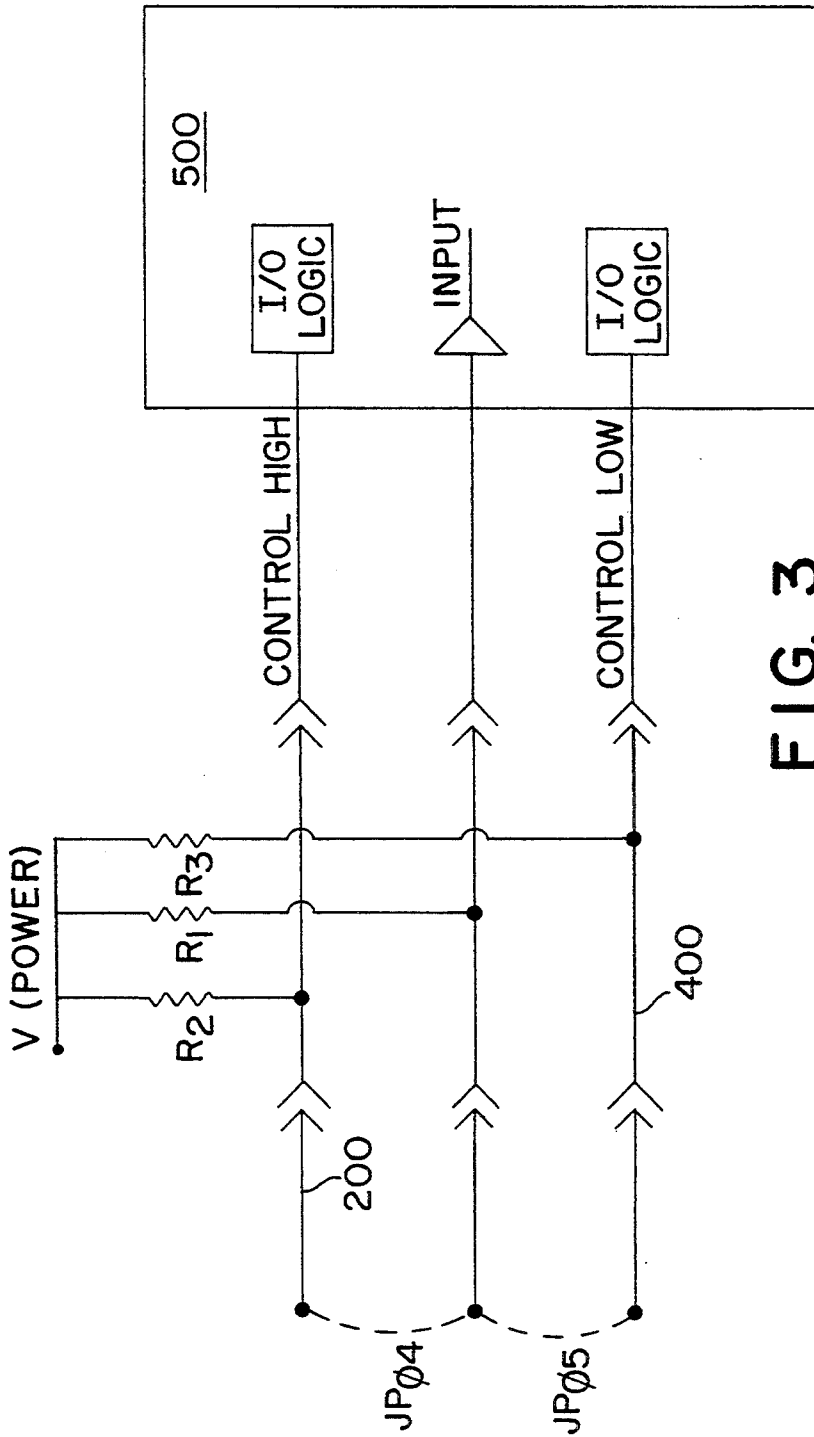 V (POWER)
R2
R1
R3
200
400
JPØ4
JPØ5
CONTROL HIGH
CONTROL LOW
500
I/O
LOGIC
INPUT
I/O
LOGIC
FIG. 3